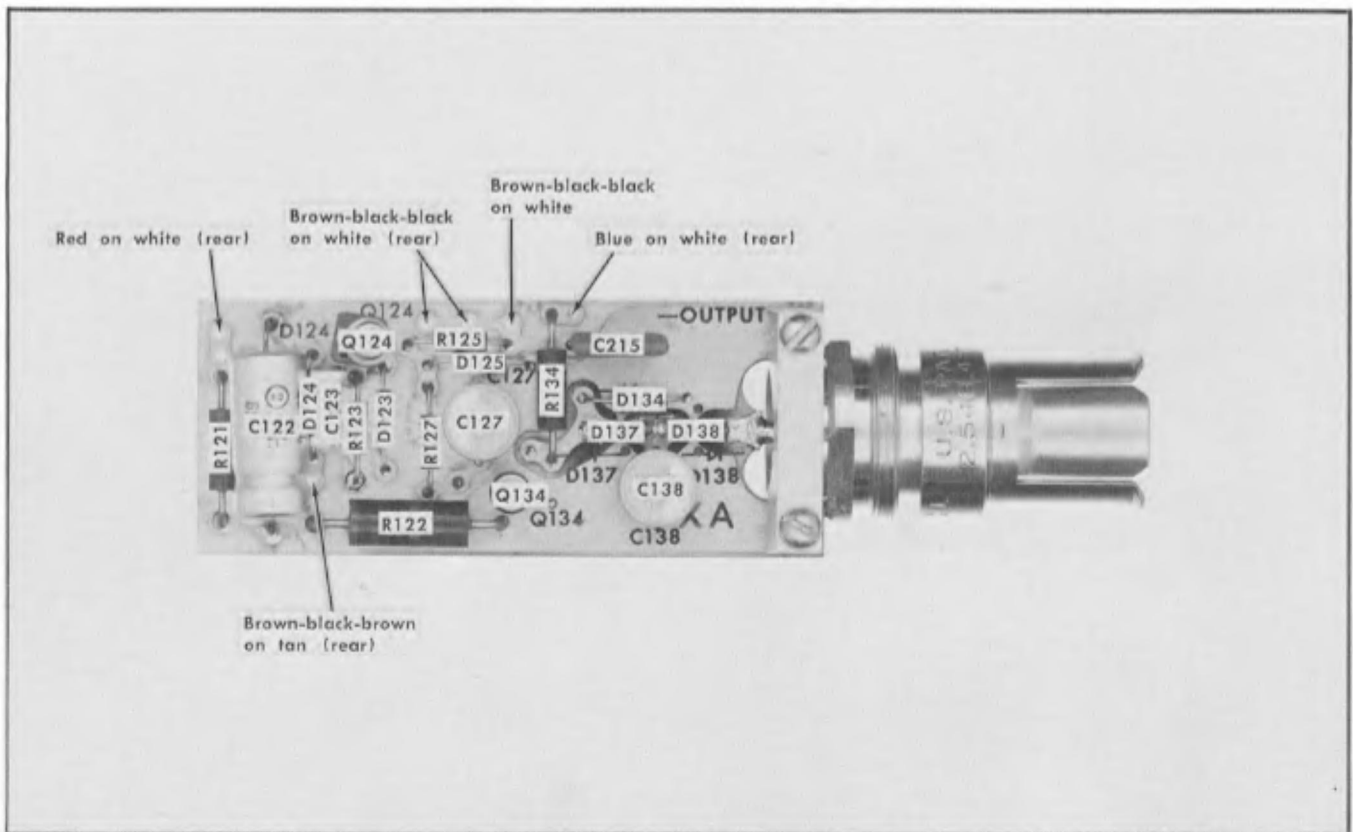 Brown-black-black
on white
Brown-black-black
on white (rear)
Red on white (rear)
Blue on white (rear)
Q124
—OUTPUT
D124
Q124
R125
C215
D125
C127
R134
D134
R121
C122
D124
C123
R123
D123
R127
C127
D137
D138
D137
D138
C138
Q134
Q134
R122
C138
Brown-black-brown
on tan (rear)